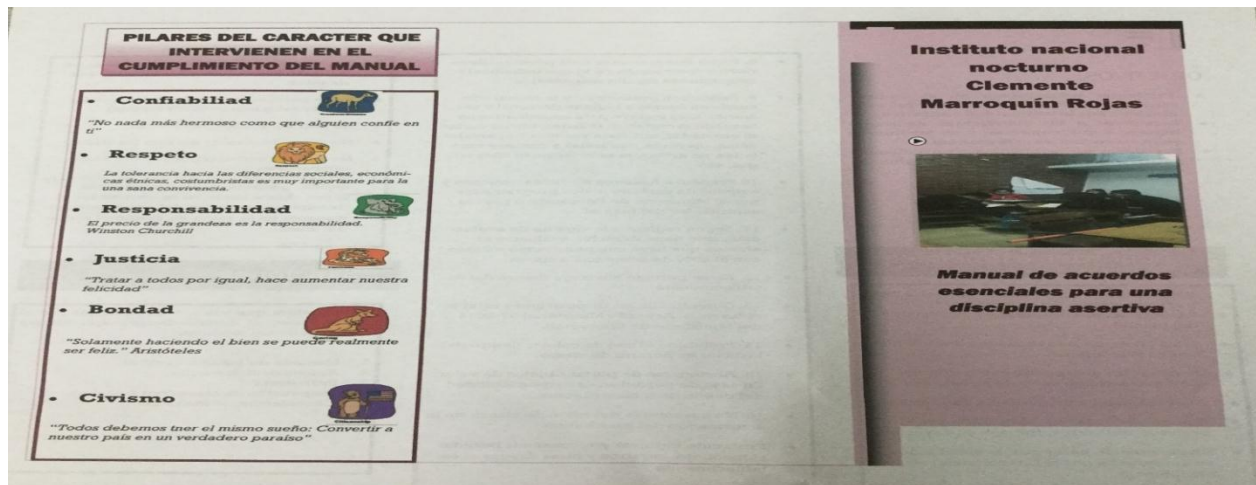 PILARES DEL CARACTER QUE
INTERVIENEN EN EL
CUMPLIMIENTO DEL MANUAL
• Confiabiliad
"No nada más hermoso como que alguien confie en
ti"
• Respeto
La tolerancia hacia las diferencias sociales, económi-
cas étnicas, costumbristas es muy importante para la
una sana convivencia.
• Responsabilidad
El precio de la grandeza es la responsabilidad.
Winston Churchill
• Justicia
"Tratar a todos por igual, hace aumentar nuestra
felicidad"
• Bondad
"Solamente haciendo el bien se puede realmente
ser feliz." Aristóteles
• Civismo
Citizenship
"Todos debemos tner el mismo sueño: Convertir a
nuestro país en un verdadero paraíso"
Instituto nacional
nocturno
Clemente
Marroquín Rojas
Manual de acuerdos
esenciales para una
disciplina asertiva